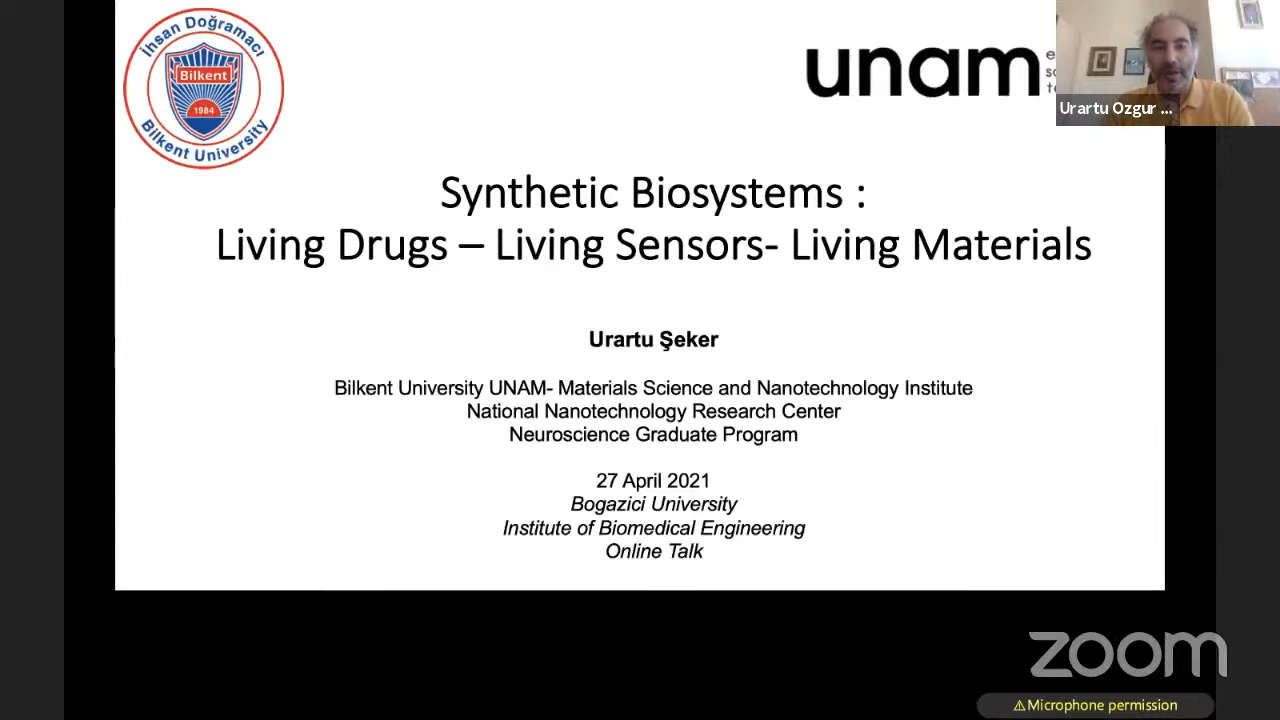 İhsan Doğramacı
Bilkent
1984
Bilkent University
unam
Urartu Ozgur ...
Synthetic Biosystems :
Living Drugs – Living Sensors- Living Materials
Urartu Şeker
Bilkent University UNAM- Materials Science and Nanotechnology Institute
National Nanotechnology Research Center
Neuroscience Graduate Program
27 April 2021
Bogazici University
Institute of Biomedical Engineering
Online Talk
zoom
⚠Microphone permission